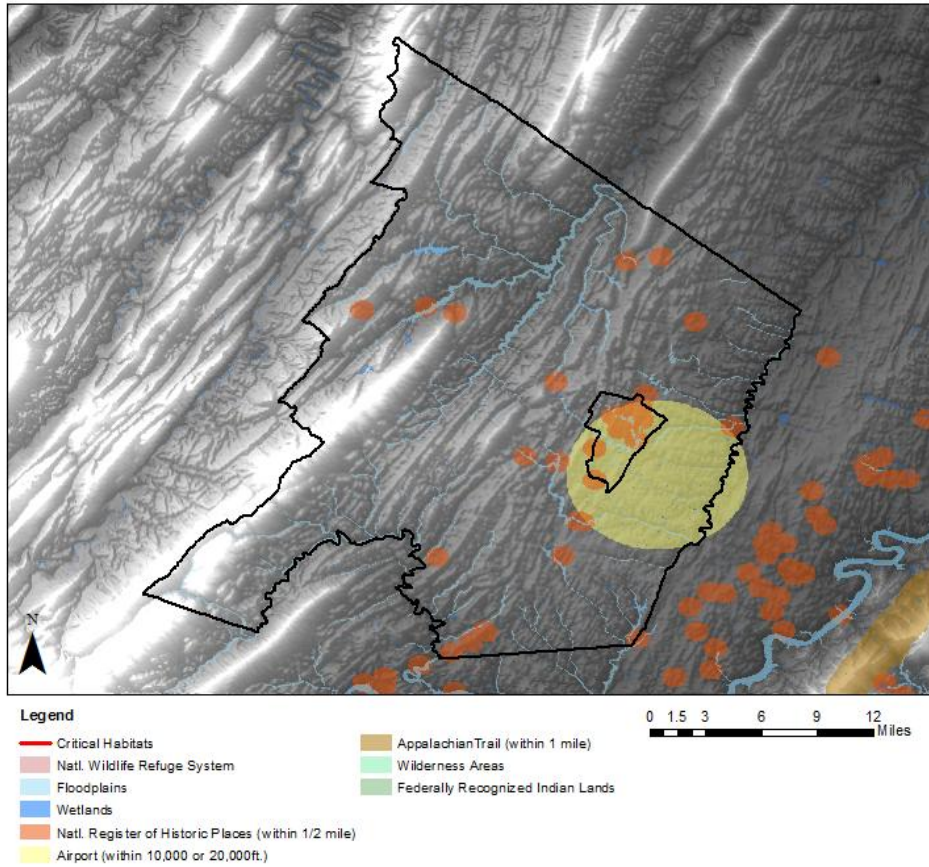 N
Legend
Critical Habitats
Natl. Wildlife Refuge System
Floodplains
Wetlands
Natl. Register of Historic Places (within 1/2 mile)
Airport (within 10,000 or 20,000ft.)
AppalachianTrail (within 1 mile)
Wilderness Areas
Federally Recognized Indian Lands
0 1.5 3 6 9 12
Miles